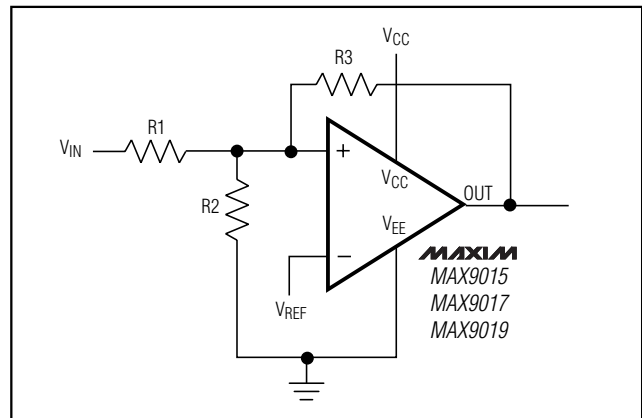 VCC
R3
R1
VIN
+
VCC
OUT
R2
VEE
MAXIM
MAX9015
MAX9017
MAX9019
−
VREF